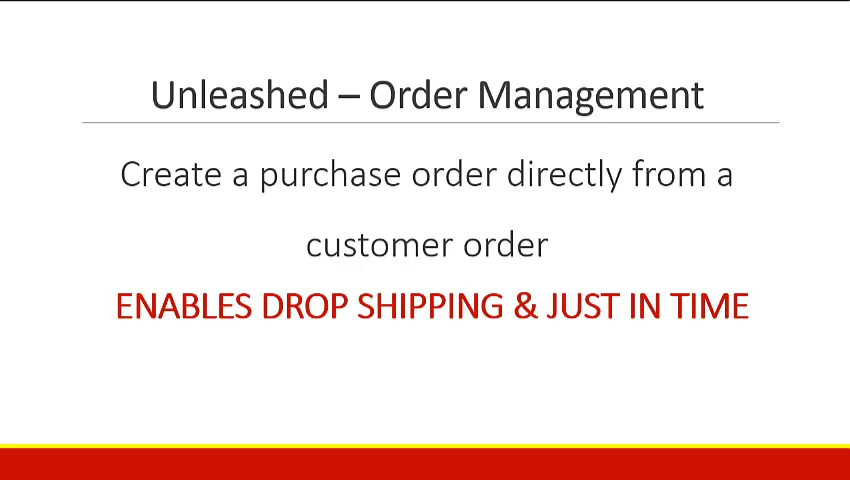 Unleashed – Order Management
Create a purchase order directly from a
customer order
ENABLES DROP SHIPPING & JUST IN TIME